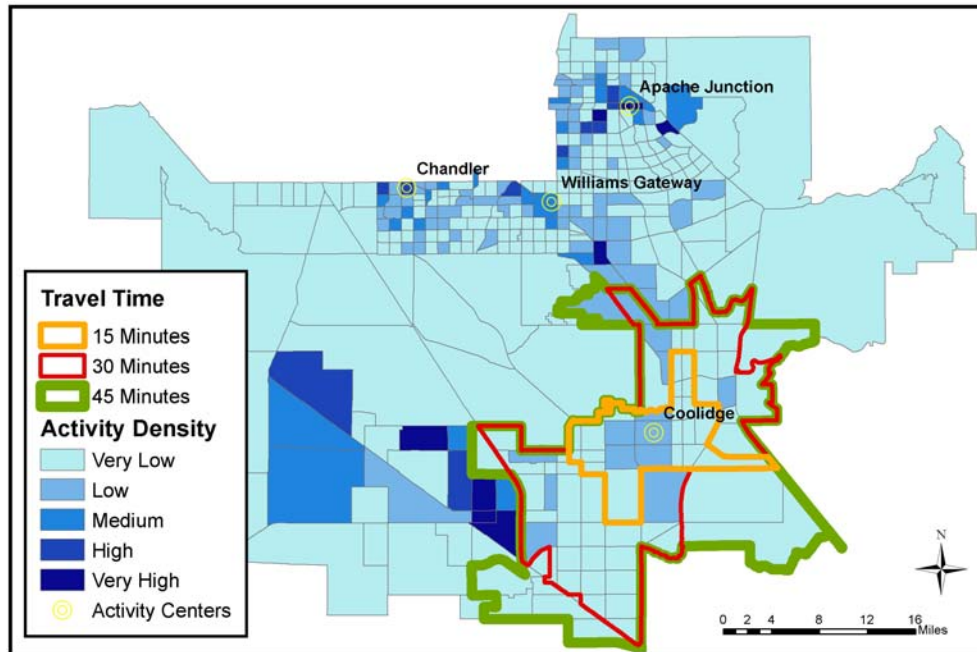 Apache Junction
Chandler
Williams Gateway
Coolidge
Travel Time
15 Minutes
30 Minutes
45 Minutes
Activity Density
Very Low
Low
Medium
High
Very High
Activity Centers
N
0 2 4 8 12 16
Miles